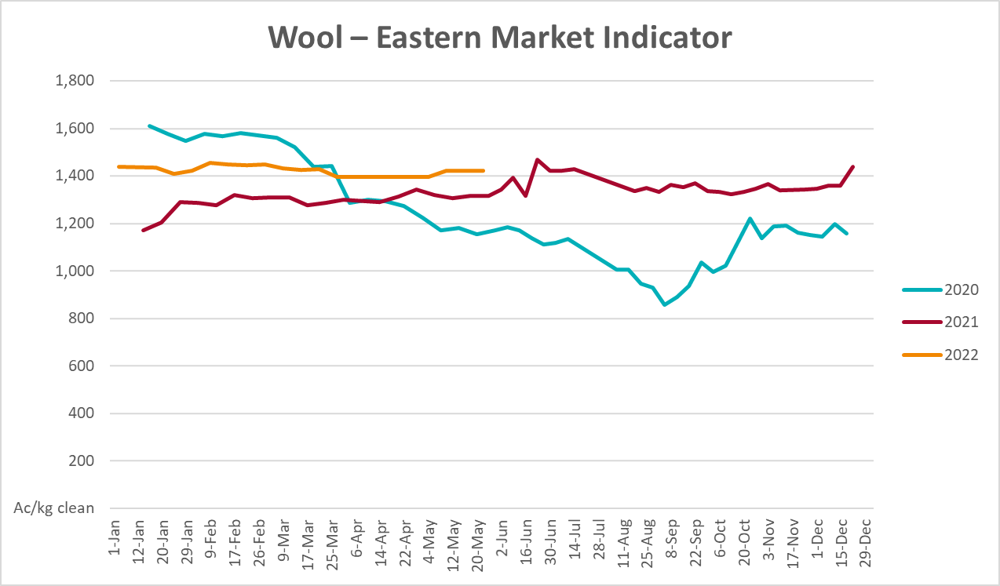 Wool – Eastern Market Indicator
1,800
1,600
1,400
1,200
1,000
800
600
400
200
Ac/kg clean
1-Jan
12-Jan
20-Jan
29-Jan
9-Feb
17-Feb
26-Feb
9-Mar
17-Mar
25-Mar
6-Apr
14-Apr
22-Apr
4-May
12-May
20-May
2-Jun
16-Jun
30-Jun
14-Jul
28-Jul
11-Aug
25-Aug
8-Sep
22-Sep
6-Oct
20-Oct
3-Nov
17-Nov
1-Dec
15-Dec
29-Dec
2020
2021
2022